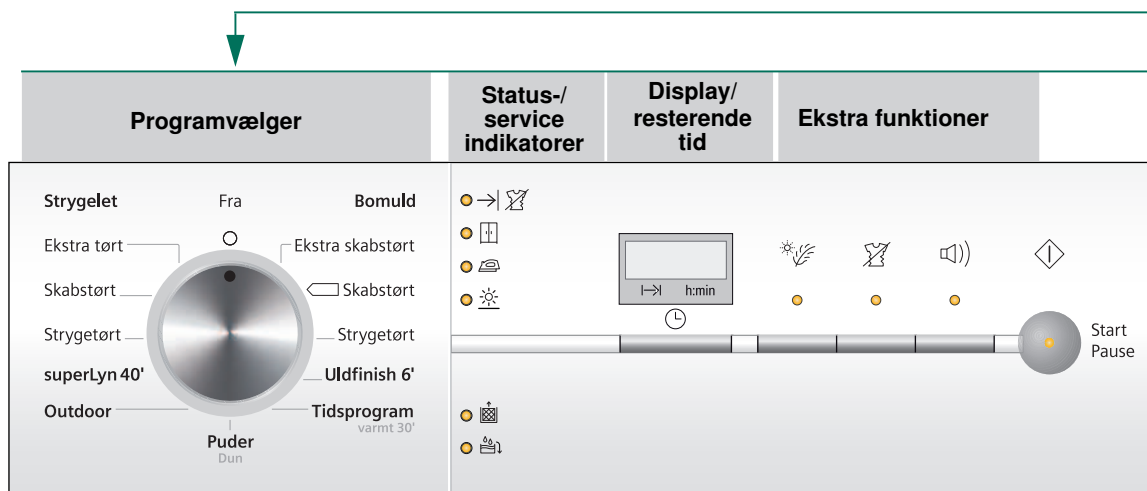 Programvælger
Status-/
service
indikatorer
Display/
resterende
tid
Ekstra funktioner
Strygelet
Fra
Bomuld
Ekstra tørt
Ekstra skabstørt
Skabstørt
Skabstørt
Strygetørt
Strygetørt
superLyn 40'
Uldfinish 6'
Outdoor
Tidsprogram
varmt 30'
Puder
Dun
h:min
Start
Pause